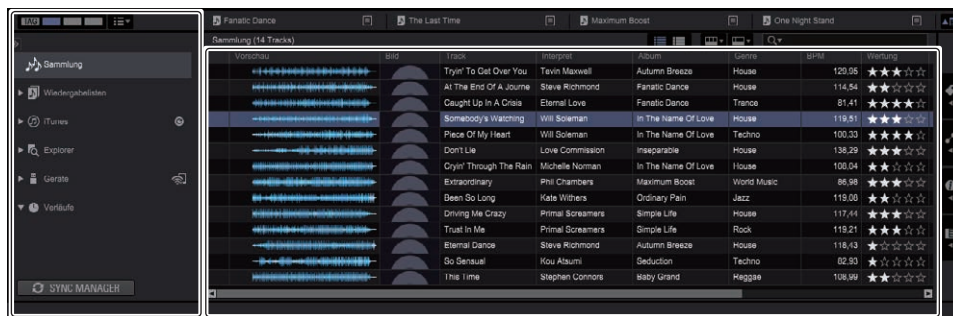 Fanatic Dance The Last Time Maximum Boost One Night Stand
TAG
Sammlung (14 Tracks)
Vorschau Bild Track Interpret Album Genre BPM Wertung
Sammlung
Wiedergabelisten
iTunes
Explorer
Geräte
Verläufe
SYNC MANAGER
Tryin' To Get Over You Tevin Maxwell Autumn Breeze House 129,95
At The End Of A Journe Steve Richmond Fanatic Dance House 114,54
Caught Up In A Crisis Eternal Love Fanatic Dance Trance 81,41
Somebody's Watching Will Soleman In The Name Of Love House 119,51
Piece Of My Heart Will Soleman In The Name Of Love Techno 100,33
Don't Lie Love Commission Inseparable House 138,29
Cryin' Through The Rain Michelle Norman In The Name Of Love House 108,04
Extraordinary Phil Chambers Maximum Boost World Music 86,98
Been So Long Kate Withers Ordinary Pain Jazz 119,08
Driving Me Crazy Primal Screamers Simple Life House 117,44
Trust In Me Primal Screamers Simple Life Rock 119,21
Eternal Dance Steve Richmond Autumn Breeze House 118,43
So Sensual Kou Atsumi Seduction Techno 82,93
This Time Stephen Connors Baby Grand Reggae 108,99